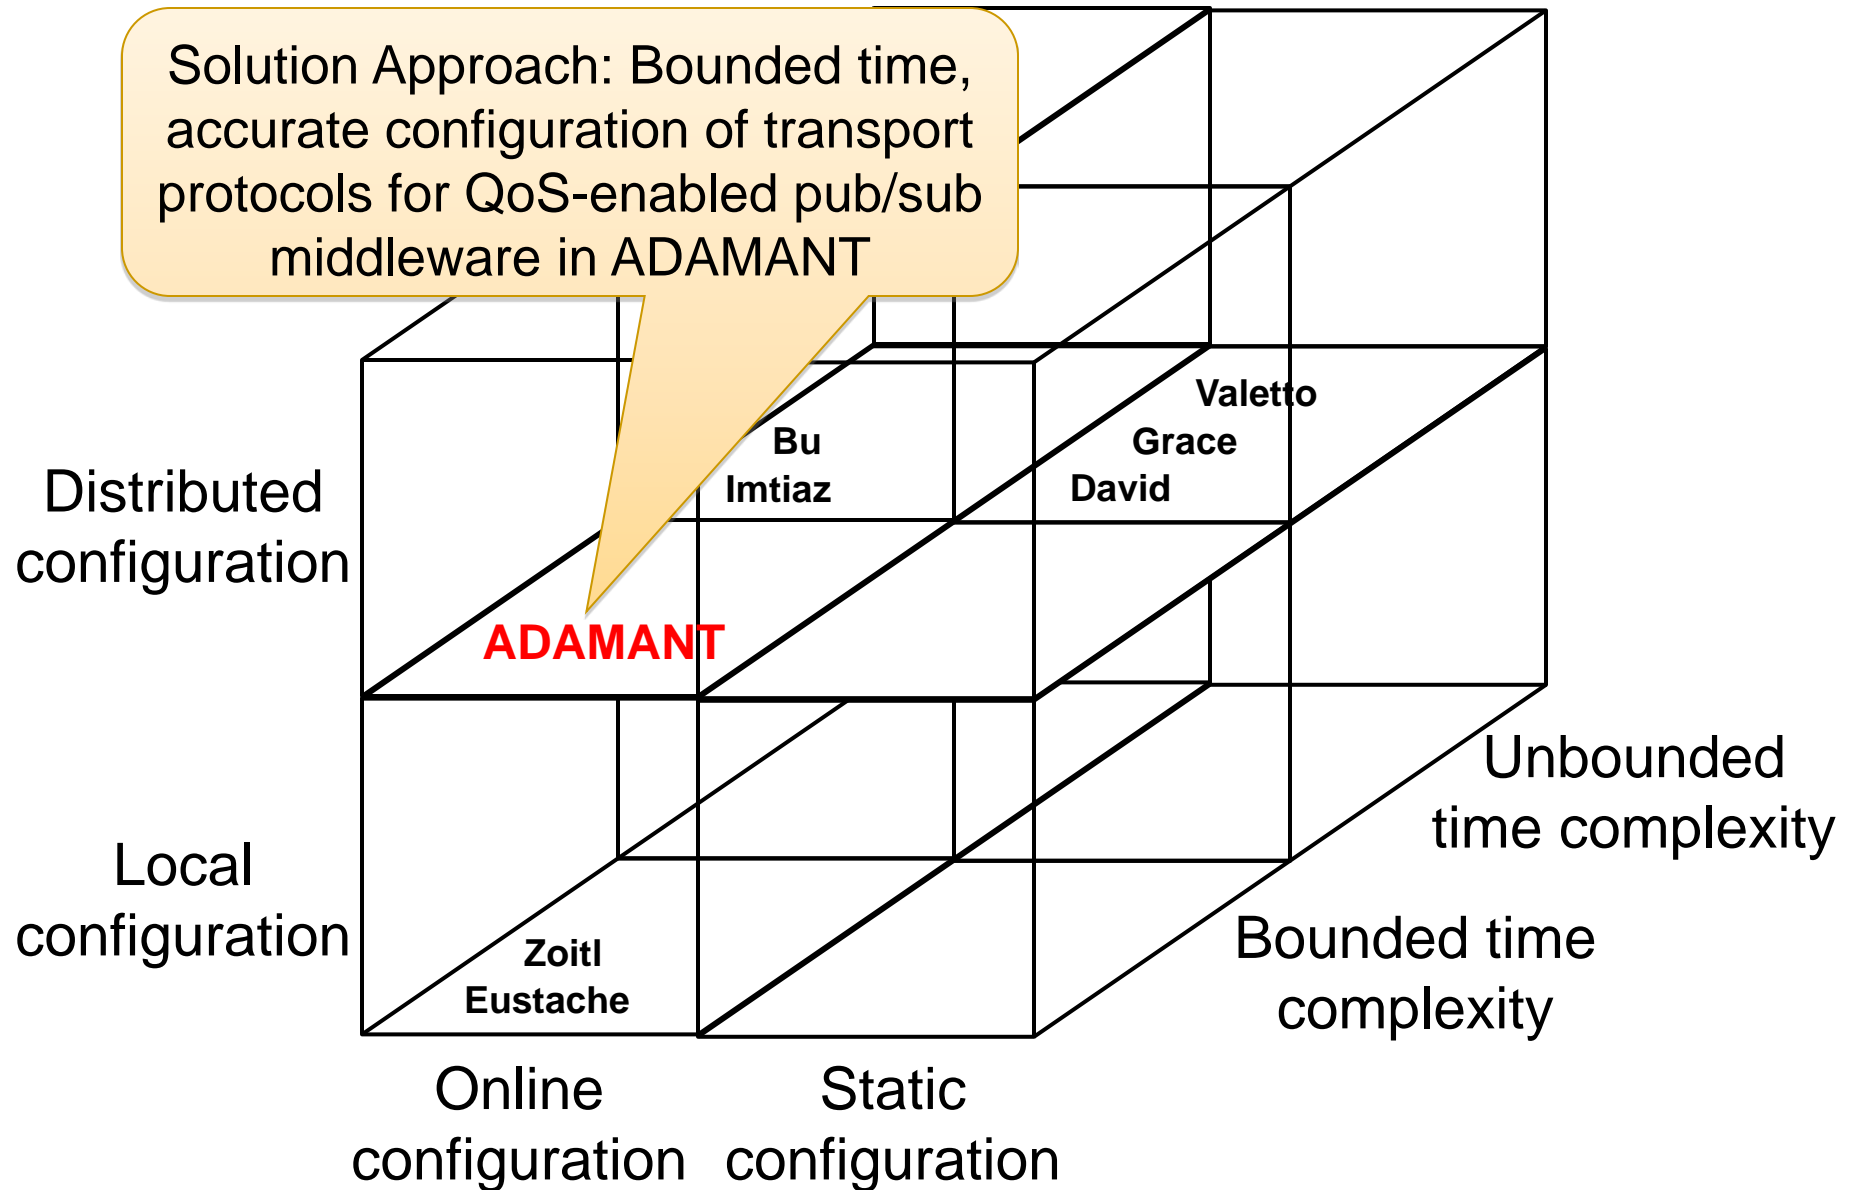 Solution Approach: Bounded time,
accurate configuration of transport
protocols for QoS-enabled pub/sub
middleware in ADAMANT
Valetto
Grace
David
Bu
Imtiaz
Distributed
configuration
ADAMANT
Unbounded
time complexity
Local
configuration
Bounded time
complexity
Zoitl
Eustache
Online
configuration
Static
configuration